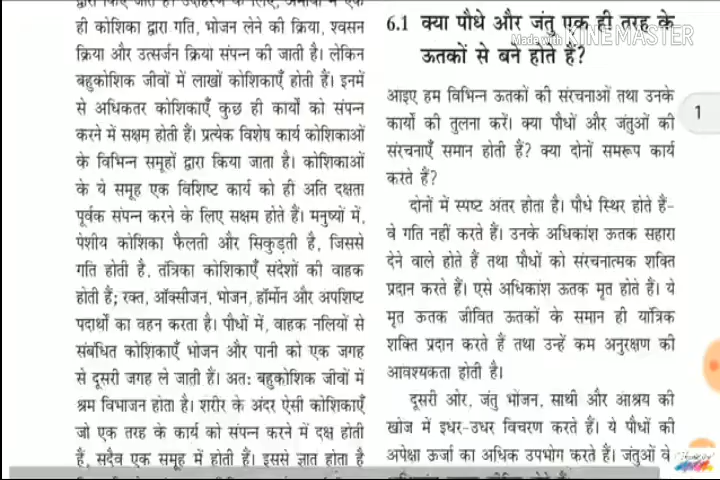 ही कोशिका द्वारा गति, भोजन लेने की क्रिया, श्वसन
क्रिया और उत्सर्जन क्रिया संपन्न की जाती है। लेकिन
बहुकोशिक जीवों में लाखों कोशिकाएँ होती हैं। इनमें
से अधिकतर कोशिकाएँ कुछ ही कार्यों को संपन्न
करने में सक्षम होती हैं। प्रत्येक विशेष कार्य कोशिकाओं
के विभिन्न समूहों द्वारा किया जाता है। कोशिकाओं
के ये समूह एक विशिष्ट कार्य को ही अति दक्षता
पूर्वक संपन्न करने के लिए सक्षम होते हैं। मनुष्यों में,
पेशीय कोशिका फैलती और सिकुड़ती है, जिससे
गति होती है. तंत्रिका कोशिकाएँ संदेशों की वाहक
होती हैं; रक्त, ऑक्सीजन, भोजन, हॉर्मोन और अपशिष्ट
पदार्थों का वहन करता है। पौधों में, वाहक नलियों से
संबंधित कोशिकाएँ भोजन और पानी को एक जगह
से दूसरी जगह ले जाती हैं। अत: बहुकोशिक जीवों में
श्रम विभाजन होता है। शरीर के अंदर ऐसी कोशिकाएँ
जो एक तरह के कार्य को संपन्न करने में दक्ष होती
हैं, सदैव एक समूह में होती हैं। इससे ज्ञात होता है
6.1 क्या पौधे और जंतु एक ही तरह के
Made with KINEMASTER
ऊतकों से बने होते हैं?
आइए हम विभिन्न ऊतकों की संरचनाओं तथा उनके
कार्यों की तुलना करें। क्या पौधों और जंतुओं की
संरचनाएँ समान होती हैं? क्या दोनों समरूप कार्य
करते हैं?
दोनों में स्पष्ट अंतर होता है। पौधे स्थिर होते हैं-
वे गति नहीं करते हैं। उनके अधिकांश ऊतक सहारा
देने वाले होते हैं तथा पौधों को संरचनात्मक शक्ति
प्रदान करते हैं। एसे अधिकांश ऊतक मृत होते हैं। ये
मृत ऊतक जीवित ऊतकों के समान ही यांत्रिक
शक्ति प्रदान करते हैं तथा उन्हें कम अनुरक्षण की
आवश्यकता होती है।
दूसरी ओर, जंतु भोजन, साथी और आश्रय की
खोज में इधर-उधर विचरण करते हैं। ये पौधों की
अपेक्षा ऊर्जा का अधिक उपभोग करते हैं। जंतुओं के
1